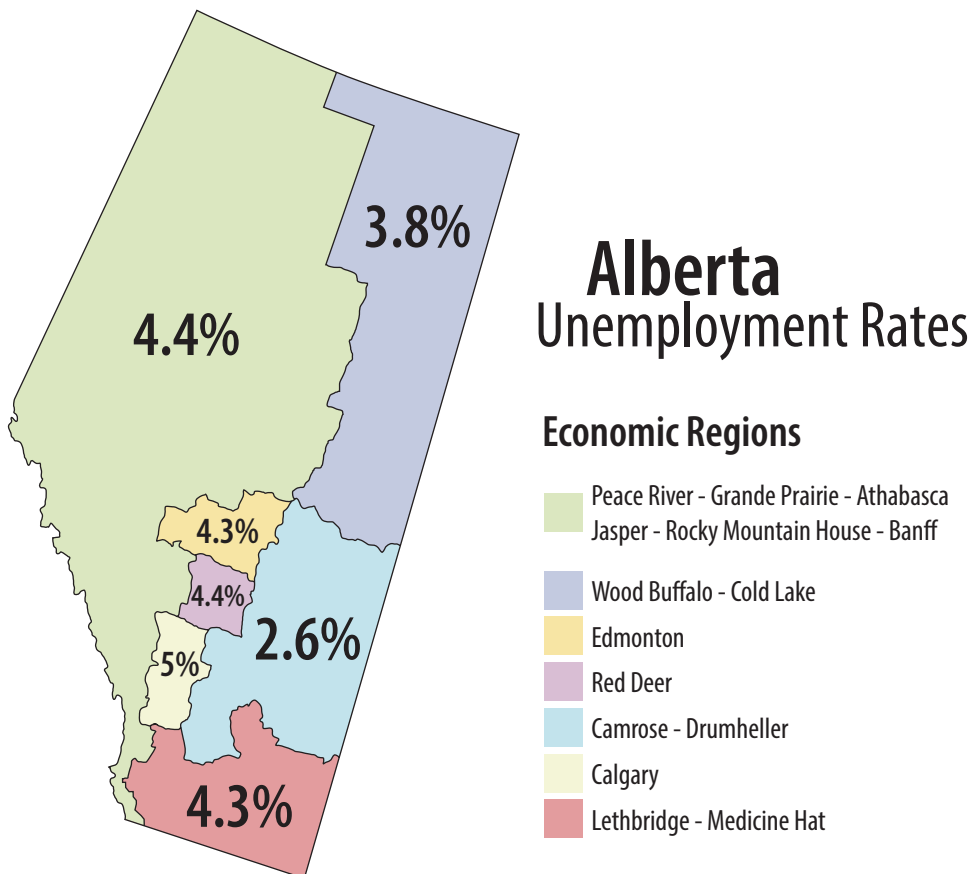 3.8%
4.4%
Alberta
Unemployment Rates
Economic Regions
Peace River - Grande Prairie - Athabasca
Jasper - Rocky Mountain House - Banff
4.3%
Wood Buffalo - Cold Lake
4.4%
Edmonton
2.6%
5%
Red Deer
Camrose - Drumheller
Calgary
4.3%
Lethbridge - Medicine Hat